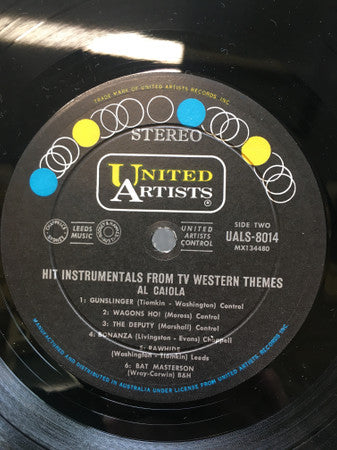 TRADE MARK OF UNITED ARTISTS RECORDS, INC.
STEREO
UNITED
ARTISTS
®
LEEDS
MUSIC
UNITED
ARTISTS
CONTROL
SIDE TWO
UALS-8014
MX134480
HIT INSTRUMENTALS FROM TV WESTERN THEMES
AL CAIOLA
1: GUNSLINGER (Tiomkin - Washington) Control
2: WAGONS HO! (Moross) Control
3: THE DEPUTY (Marshall) Control
4: BONANZA (Livingston - Evans) Chappell
5: RAWHIDE
(Washington - Tiomkin) Leeds
6: BAT MASTERSON
(Wray-Corwin) B&H
MANUFACTURED AND DISTRIBUTED IN AUSTRALIA UNDER LICENSE FROM UNITED ARTISTS RECORDS INC.